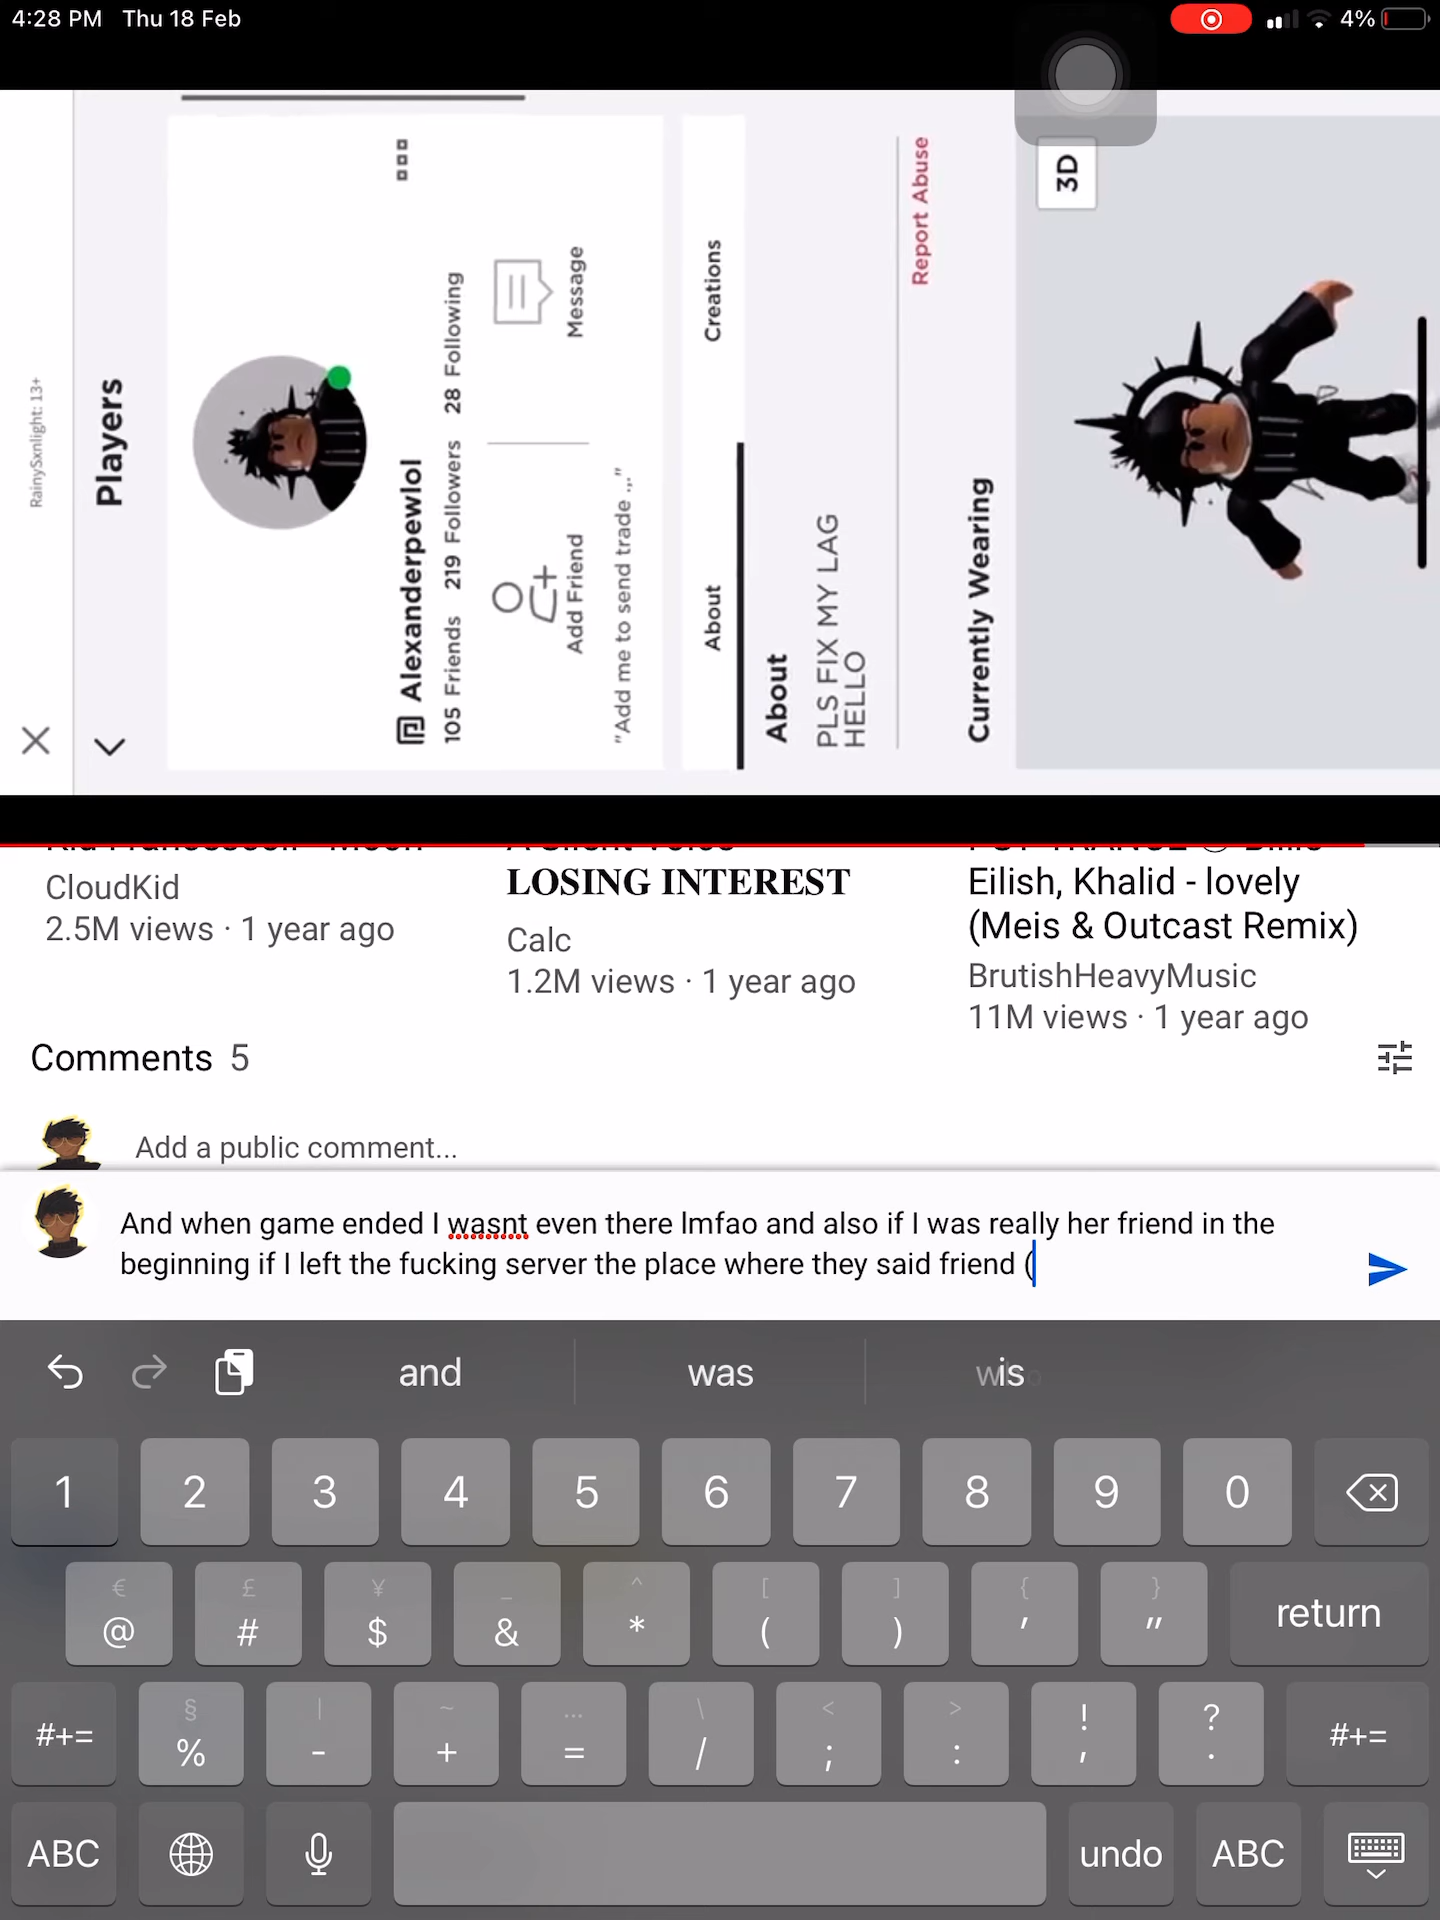 4:28 PM Thu 18 Feb
4%
RainySxnlight: 13+
Players
Alexanderpewlol
105 Friends 219 Followers 28 Following
Add Friend
Message
"Add me to send trade .,."
About
Creations
About
PLS FIX MY LAG
HELLO
Report Abuse
Currently Wearing
3D
CloudKid
2.5M views · 1 year ago
LOSING INTEREST
Calc
1.2M views · 1 year ago
Eilish, Khalid - lovely
(Meis & Outcast Remix)
BrutishHeavyMusic
11M views · 1 year ago
Comments 5
Add a public comment...
And when game ended I wasnt even there lmfao and also if I was really her friend in the
beginning if I left the fucking server the place where they said friend (
and was
1 2 3 4 5 6 7 8 9 0
€ £ ¥ _ ^ [ ] { }
@ # $ & * ( ) ' "
return
§ | ~ … \ < > ! ?
#+= % - + = / ; : , . #+=
ABC undo ABC